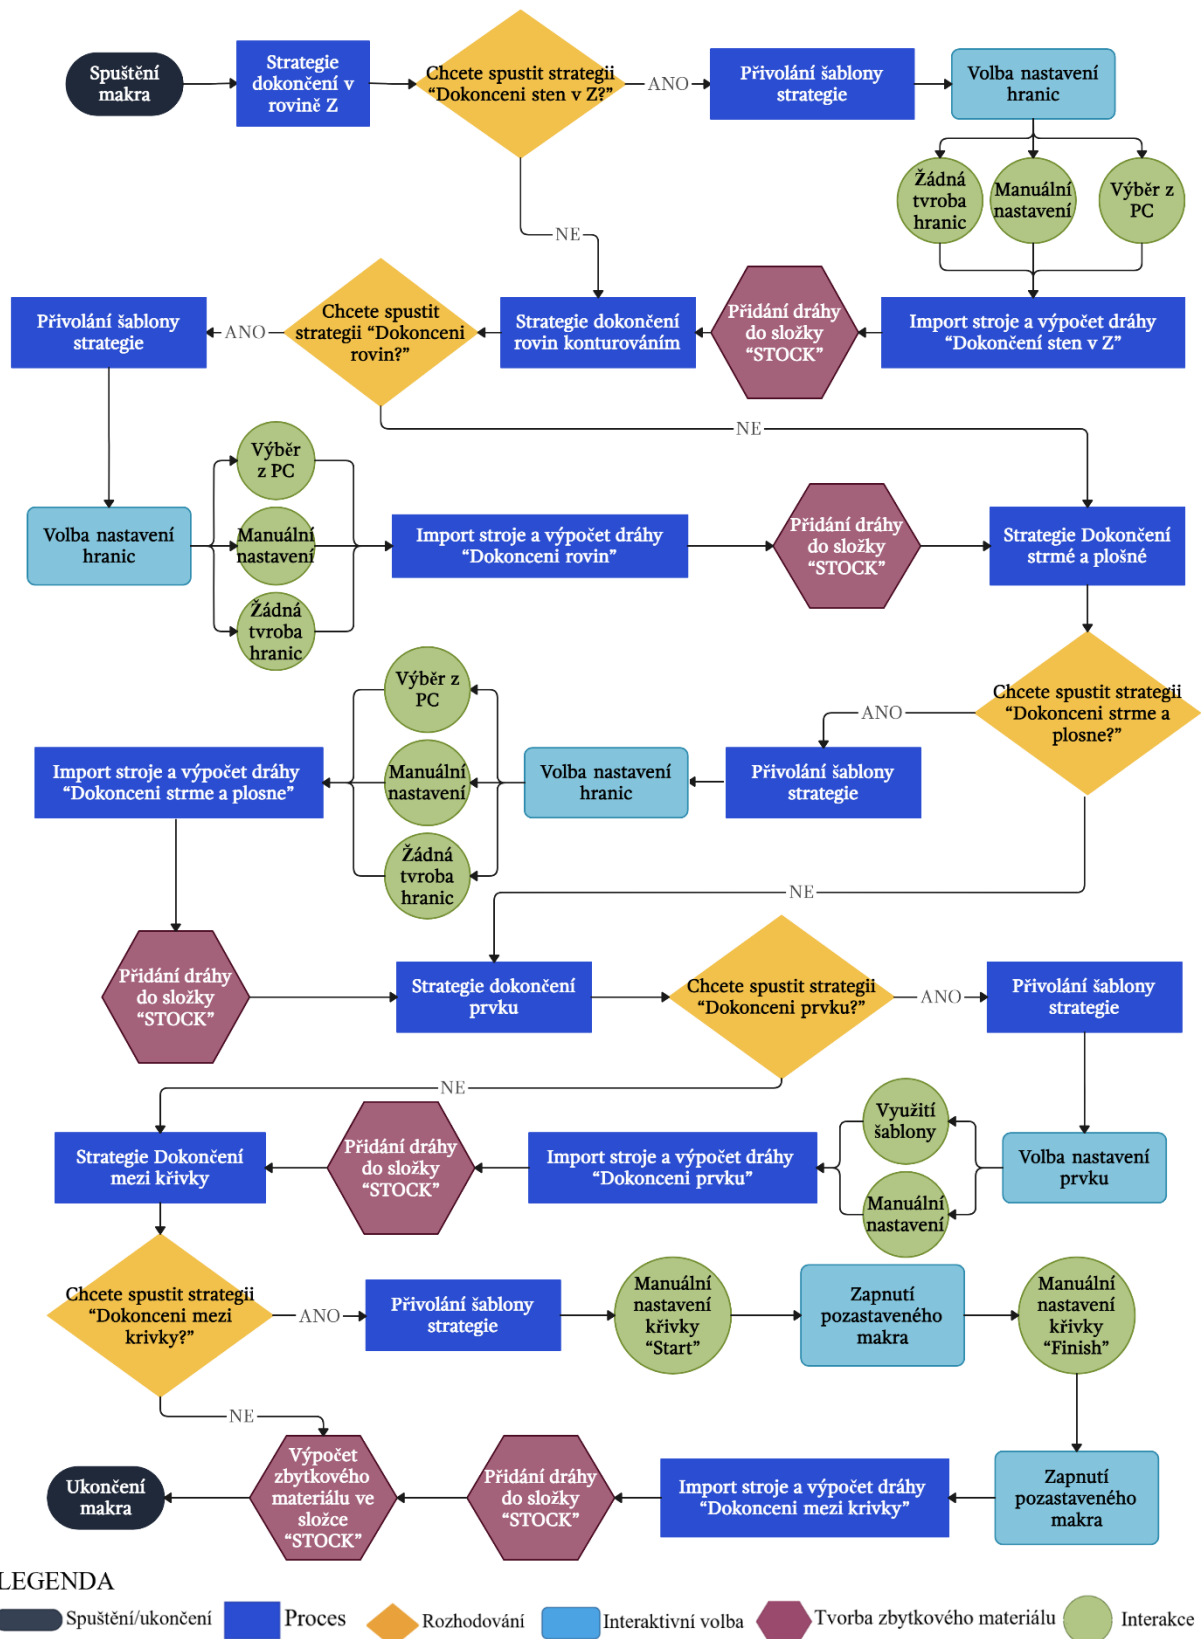 Spuštění
makra
Strategie
dokončení v
rovině Z
Chcete spustit strategii
“Dokonceni sten v Z?”
ANO
Přivolání šablony
strategie
Volba nastavení
hranic
Žádná
tvroba
hranic
Manuální
nastavení
Výběr z
PC
NE
Přivolání šablony
strategie
ANO
Chcete spustit
strategii “Dokonceni
rovin?”
Strategie dokončení
rovin konturováním
Přidání dráhy
do složky
“STOCK”
Import stroje a výpočet dráhy
“Dokončení sten v Z”
NE
Výběr
z PC
Volba nastavení
hranic
Manuální
nastavení
Žádná
tvroba
hranic
Import stroje a výpočet dráhy
“Dokonceni rovin”
Přidání dráhy
do složky
“STOCK”
Strategie Dokončení
strmé a plošné
Chcete spustit strategii
“Dokonceni strme a
plosne?”
ANO
Výběr z
PC
Import stroje a výpočet dráhy
“Dokonceni strme a plosne”
Manuální
nastavení
Volba nastavení
hranic
Přivolání šablony
strategie
Žádná
tvroba
hranic
NE
Přidání dráhy
do složky
“STOCK”
Strategie dokončení
prvku
Chcete spustit strategii
“Dokonceni prvku?”
ANO
Přivolání šablony
strategie
NE
Strategie Dokončení
mezi křivky
Přidání dráhy
do složky
“STOCK”
Import stroje a výpočet dráhy
“Dokonceni prvku”
Využití
šablony
Manuální
nastavení
Volba nastavení
prvku
Chcete spustit strategii
“Dokonceni mezi
krivky?”
ANO
Přivolání šablony
strategie
Manuální
nastavení
křivky
“Start”
Zapnutí
pozastaveného
makra
Manuální
nastavení
křivky
“Finish”
NE
Ukončení
makra
Výpočet
zbytkového
materiálu ve
složce
“STOCK”
Přidání dráhy
do složky
“STOCK”
Import stroje a výpočet dráhy
“Dokonceni mezi krivky”
Zapnutí
pozastaveného
makra
LEGENDA
Spuštění/ukončení
Proces
Rozhodování
Interaktivní volba
Tvorba zbytkového materiálu
Interakce